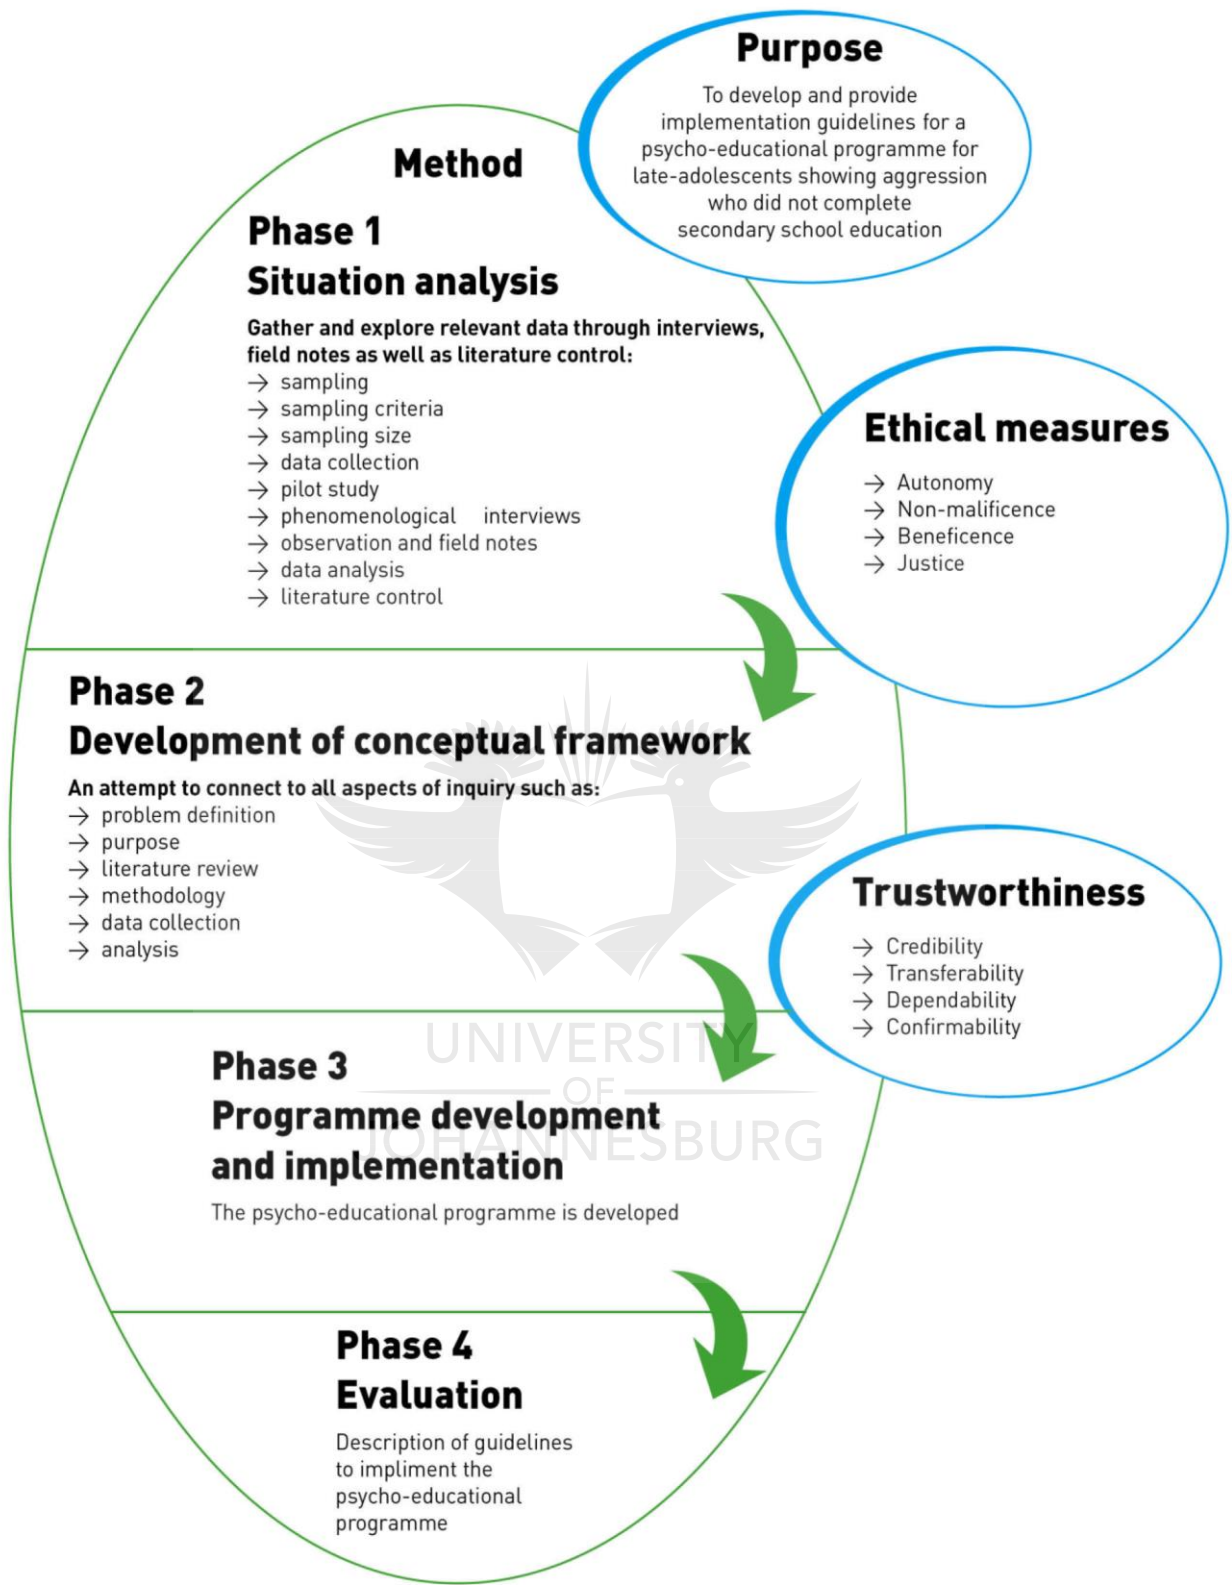 Purpose
To develop and provide
implementation guidelines for a
psycho-educational programme for
late-adolescents showing aggression
who did not complete
secondary school education
Method
Phase 1
Situation analysis
Gather and explore relevant data through interviews,
field notes as well as literature control:
→ sampling
→ sampling criteria
→ sampling size
→ data collection
→ pilot study
→ phenomenological interviews
→ observation and field notes
→ data analysis
→ literature control
Ethical measures
→ Autonomy
→ Non-malificence
→ Beneficence
→ Justice
Phase 2
Development of conceptual framework
An attempt to connect to all aspects of inquiry such as:
→ problem definition
→ purpose
→ literature review
→ methodology
→ data collection
→ analysis
Trustworthiness
→ Credibility
→ Transferability
→ Dependability
→ Confirmability
UNIVERSITY
OF
JOHANNESBURG
Phase 3
Programme development
and implementation
The psycho-educational programme is developed
Phase 4
Evaluation
Description of guidelines
to impliment the
psycho-educational
programme